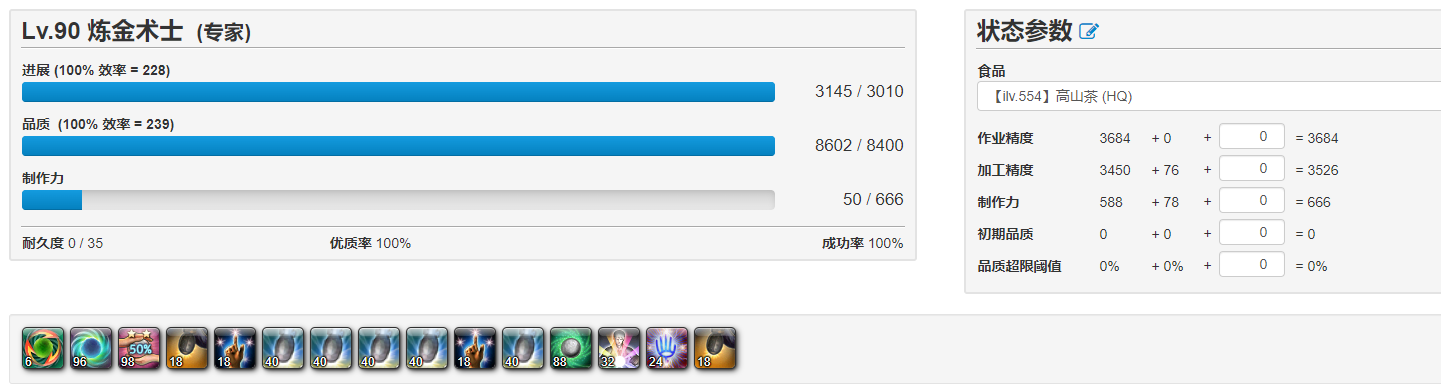 Lv.90 炼金术士 (专家)
进展 (100% 效率 = 228)
3145 / 3010
品质 (100% 效率 = 239)
8602 / 8400
制作力
50 / 666
耐久度 0 / 35 优质率 100% 成功率 100%
状态参数
食品
【ilv.554】高山茶 (HQ)
作业精度 3684 + 0 + 0 = 3684
加工精度 3450 + 76 + 0 = 3526
制作力 588 + 78 + 0 = 666
初期品质 0 + 0 + 0 = 0
品质超限阈值 0% + 0% + 0 = 0%
6 96 50% 98 18 18 40 40 40 40 18 40 88 32 24 18